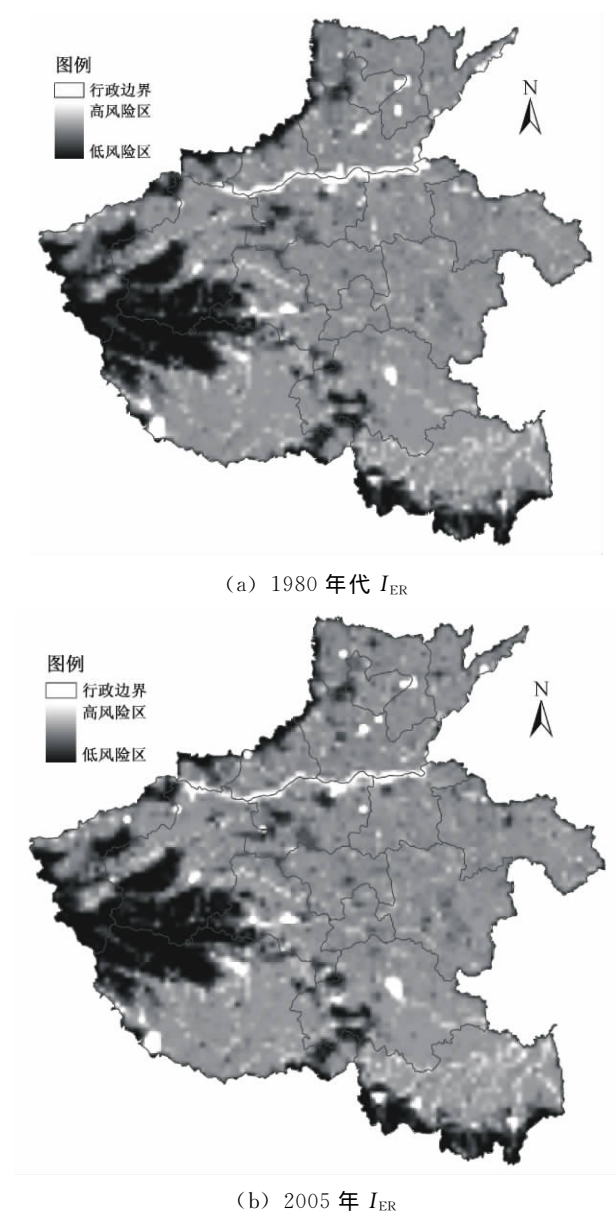 图例
行政边界
高风险区
低风险区
N
(a) 1980 年代 I_ER
图例
行政边界
高风险区
低风险区
N
(b) 2005 年 I_ER